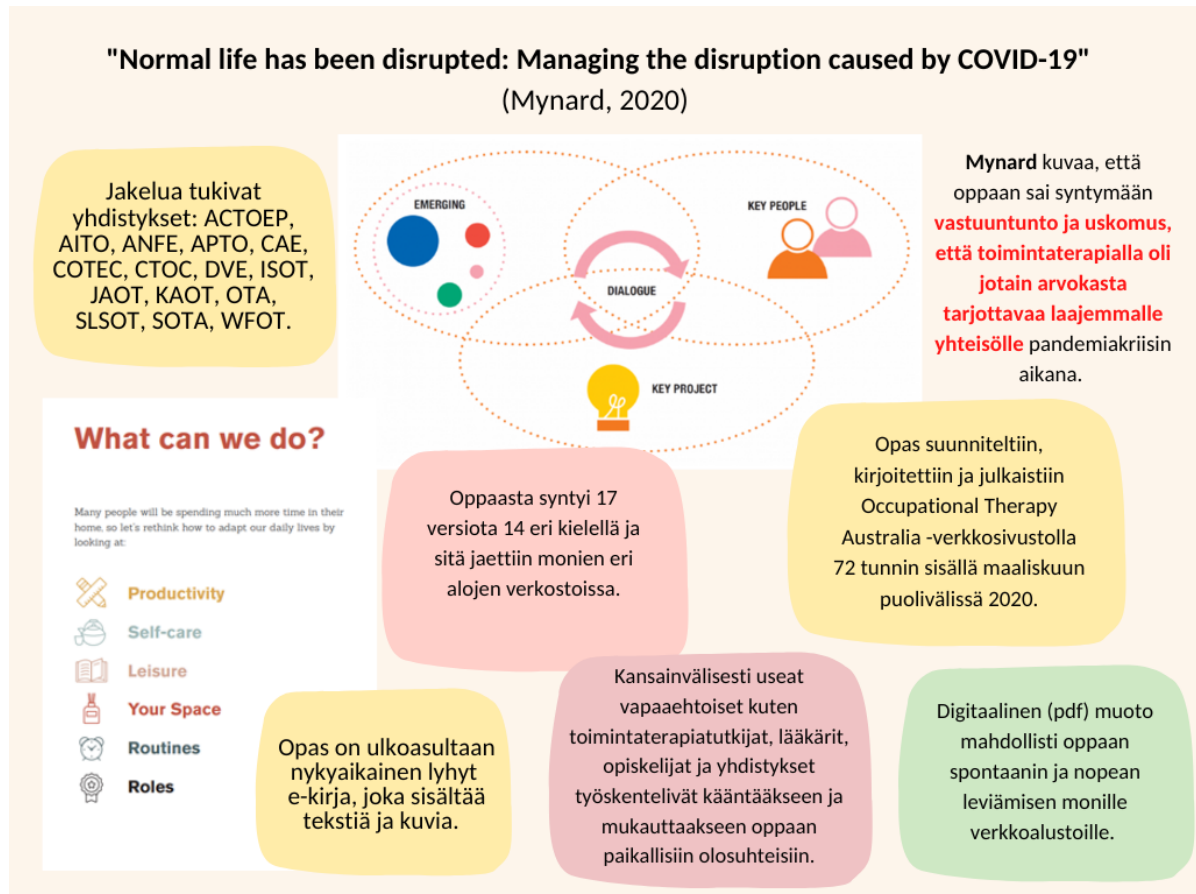 "Normal life has been disrupted: Managing the disruption caused by COVID-19"
(Mynard, 2020)
Jakelua tukivat
yhdistykset: ACTOEP,
AITO, ANFE, APTO, CAE,
COTEC, CTOC, DVE, ISOT,
JAOT, KAOT, OTA,
SLSOT, SOTA, WFOT.
EMERGING
KEY PEOPLE
DIALOGUE
KEY PROJECT
Mynard kuvaa, että
oppaan sai syntymään
vastuuntunto ja uskomus,
että toimintaterapialla oli
jotain arvokasta
tarjottavaa laajemmalle
yhteisölle pandemiakriisin
aikana.
What can we do?
Many people will be spending much more time in their
home, so let's rethink how to adapt our daily lives by
looking at:
Productivity
Self-care
Leisure
Your Space
Routines
Roles
Oppaasta syntyi 17
versiota 14 eri kielellä ja
sitä jaettiin monien eri
alojen verkostoissa.
Opas suunniteltiin,
kirjoitettiin ja julkaistiin
Occupational Therapy
Australia -verkkosivustolla
72 tunnin sisällä maaliskuun
puolivälissä 2020.
Opas on ulkoasultaan
nykyaikainen lyhyt
e-kirja, joka sisältää
tekstiä ja kuvia.
Kansainvälisesti useat
vapaaehtoiset kuten
toimintaterapiatutkijat, lääkärit,
opiskelijat ja yhdistykset
työskentelivät kääntääkseen ja
mukauttaakseen oppaan
paikallisiin olosuhteisiin.
Digitaalinen (pdf) muoto
mahdollisti oppaan
spontaanin ja nopean
leviämisen monille
verkkoalustoille.